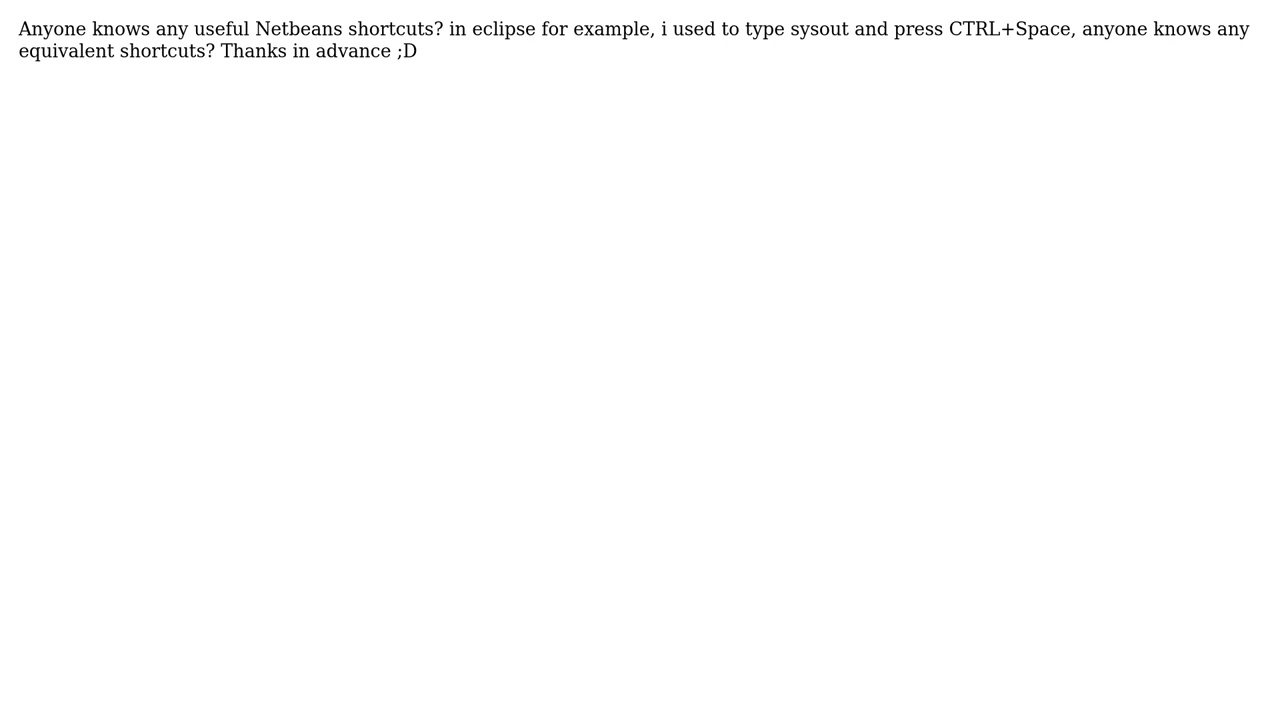 Anyone knows any useful Netbeans shortcuts? in eclipse for example, i used to type sysout and press CTRL+Space, anyone knows any
equivalent shortcuts? Thanks in advance ;D